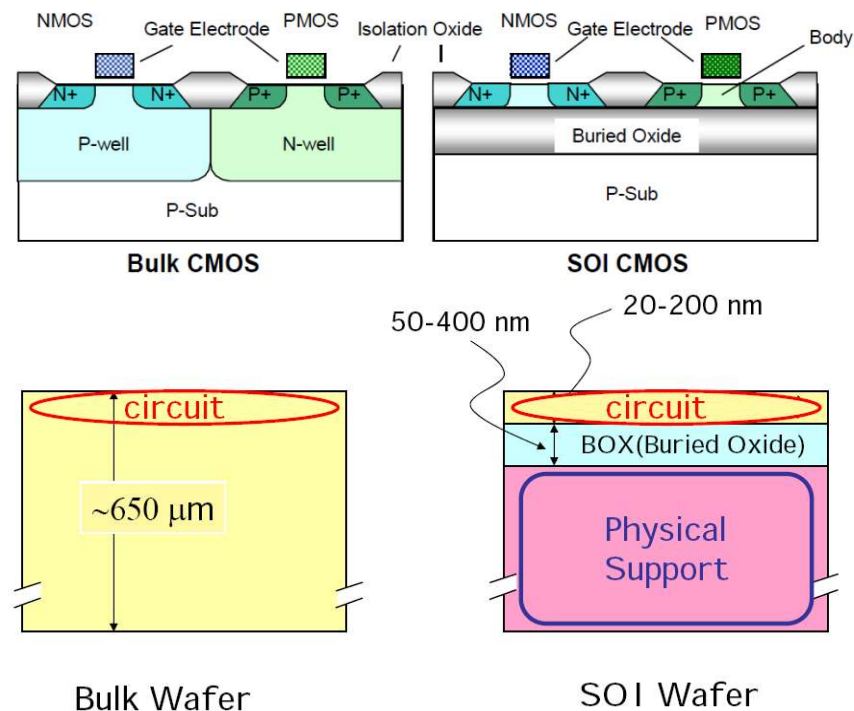 NMOS
Gate Electrode
PMOS
Isolation Oxide
NMOS
Gate Electrode
PMOS
Body
N+
N+
P+
P+
N+
N+
P+
P+
P-well
N-well
Buried Oxide
P-Sub
P-Sub
Bulk CMOS
SOI CMOS
50-400 nm
20-200 nm
circuit
circuit
BOX(Buried Oxide)
~650 μm
Physical
Support
Bulk Wafer
SOI Wafer